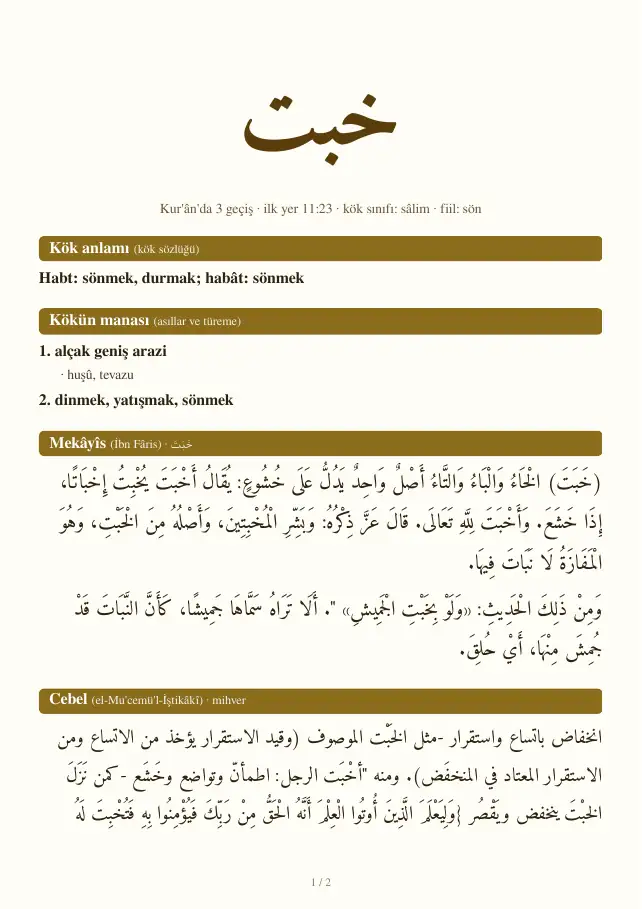 خبت
Kur'ân'da 3 geçiş · ilk yer 11:23 · kök sınıfı: sâlim · fiil: sön
Kök anlamı (kök sözlüğü)
Habt: sönmek, durmak; habât: sönmek
Kökün manası (asıllar ve türeme)
1. alçak geniş arazi
· huşû, tevazu
2. dinmek, yatışmak, sönmek
Mekâyîs (İbn Fâris) · خَبَتَ
(خَبَتَ) الْخَاءُ وَالْبَاءُ وَالتَّاءُ أَصْلٌ وَاحِدٌ يَدُلُّ عَلَى خُشُوعٍ: يُقَالُ أَخْبَتَ يُخْبِتُ إِخْبَاتًا،
إِذَا خَشَعَ. وَأَخْبَتَ لِلَّهِ تَعَالَى. قَالَ عَزَّ ذِكْرُهُ: وَبَشِّرِ الْمُخْبِتِينَ، وَأَصْلُهُ مِنَ الْخَبْتِ، وَهُوَ
الْمَفَازَةُ لَا نَبَاتَ فِيهَا.
وَمِنْ ذَلِكَ الْحَدِيثِ: «وَلَوْ بِخَبْتِ الْجَمِيشِ» ". أَلَا تَرَاهُ سَمَّاهَا جَمِيشًا، كَأَنَّ النَّبَاتَ قَدْ
جُمِشَ مِنْهَا، أَيْ حُلِقَ.
Cebel (el-Mu'cemü'l-İştikâkî) · mihver
انخفاض باتساع واستقرار -مثل الخَبْت الموصوف (وقيد الاستقرار يؤخذ من الاتساع ومن
الاستقرار المعتاد في المنخفَض). ومنه "أخْبَت الرجل: اطمأنّ وتواضع وخَشَع -كمن نَزَلَ
الخبْتَ ينخفض ويَقْصُر {وَلِيَعْلَمَ الَّذِينَ أُوتُوا الْعِلْمَ أَنَّهُ الْحَقُّ مِنْ رَبِّكَ فَيُؤْمِنُوا بِهِ فَتُخْبِتَ لَهُ
1 / 2